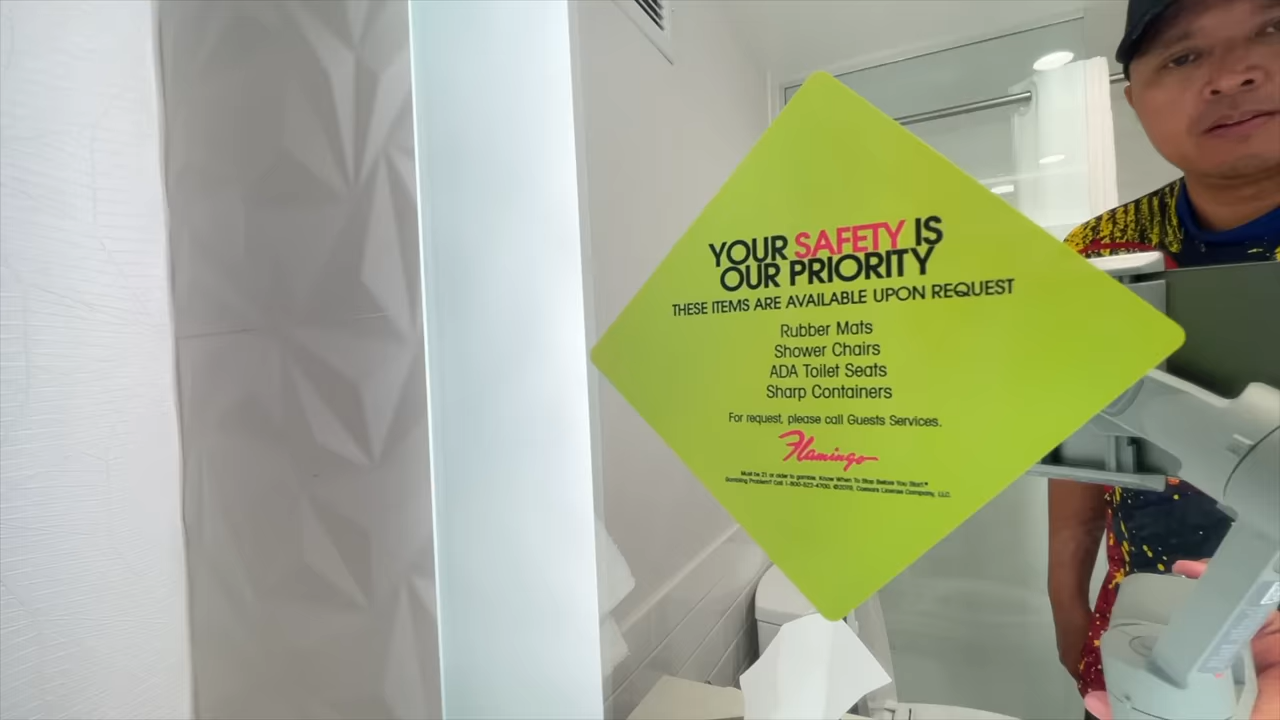 YOUR SAFETY IS
OUR PRIORITY
THESE ITEMS ARE AVAILABLE UPON REQUEST
Rubber Mats
Shower Chairs
ADA Toilet Seats
Sharp Containers
For request, please call Guests Services.
Flamingo
Must be 21 or older to gamble. Know When To Stop Before You Start.®
Gambling Problem? Call 1-800-522-4700. ©2019, Caesars License Company, LLC.